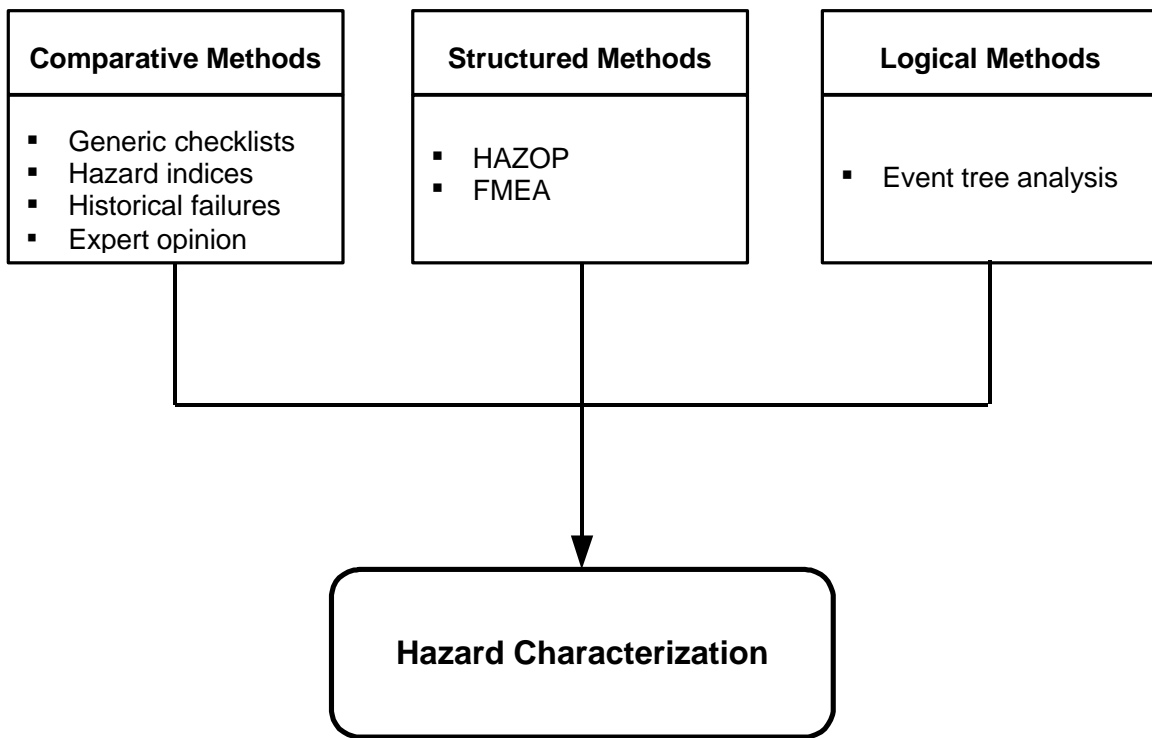 Comparative Methods
Generic checklists
Hazard indices
Historical failures
Expert opinion
Structured Methods
HAZOP
FMEA
Logical Methods
Event tree analysis
Hazard Characterization